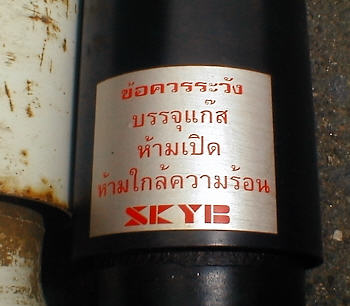 ข้อควรระวัง
บรรจุแก๊ส
ห้ามเปิด
ห้ามใกล้ความร้อน
SKYB